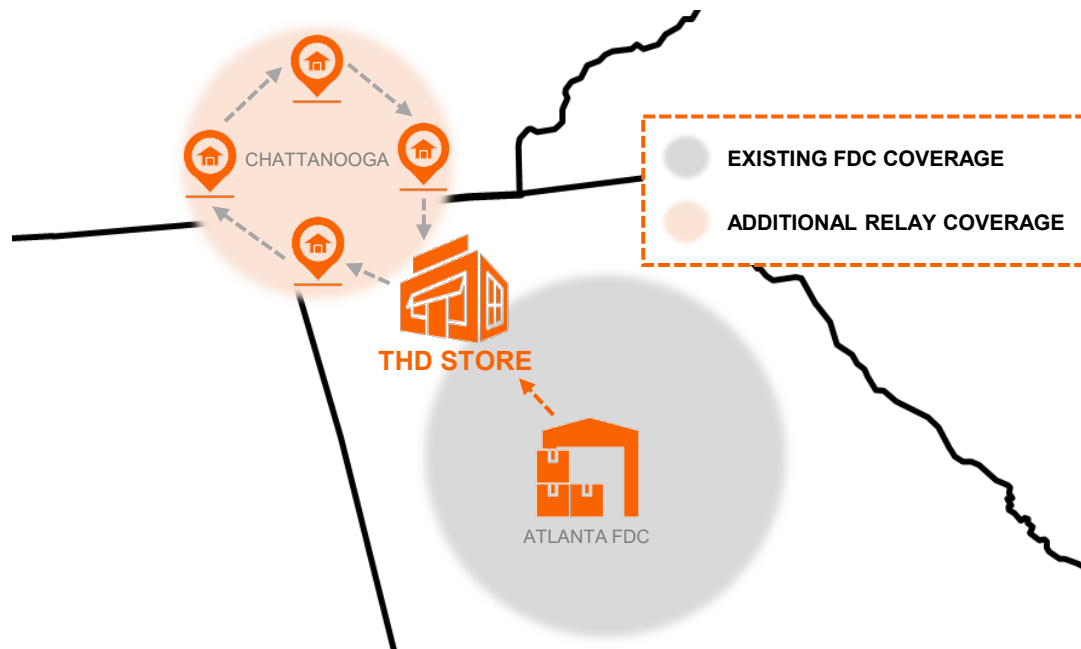 CHATTANOOGA
EXISTING FDC COVERAGE
ADDITIONAL RELAY COVERAGE
THD STORE
ATLANTA FDC